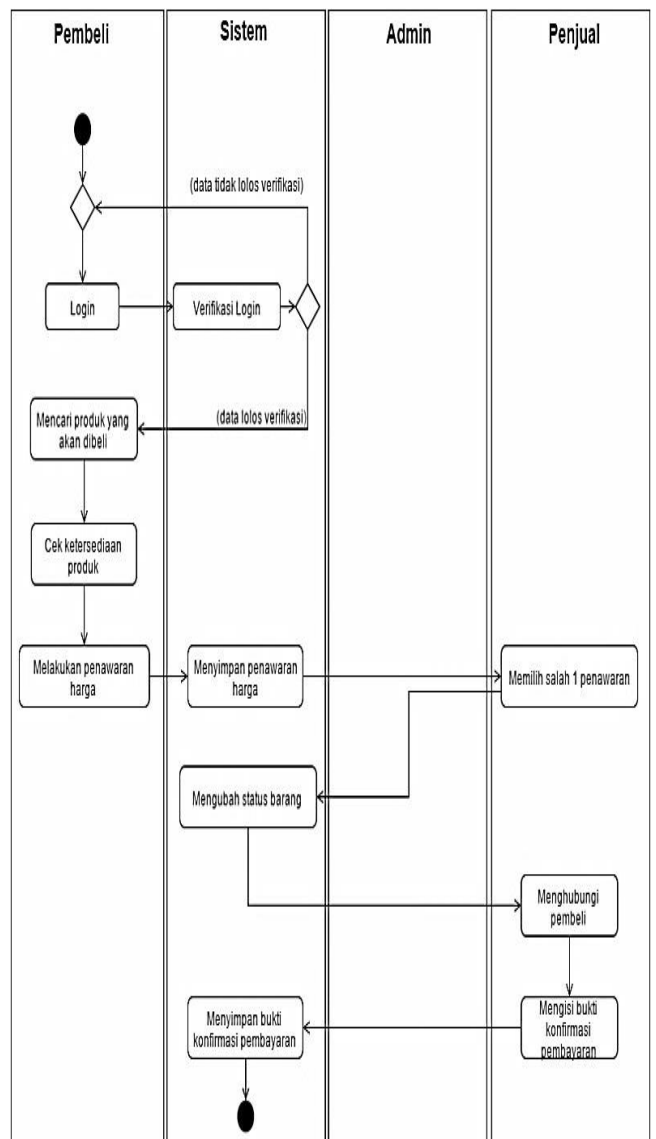 Pembeli
Sistem
Admin
Penjual
(data tidak lolos verifikasi)
Login
Verifikasi Login
(data lolos verifikasi)
Mencari produk yang
akan dibeli
Cek ketersediaan
produk
Melakukan penawaran
harga
Menyimpan penawaran
harga
Memilih salah 1 penawaran
Mengubah status barang
Menghubungi
pembeli
Mengisi bukti
konfirmasi
pembayaran
Menyimpan bukti
konfirmasi pembayaran